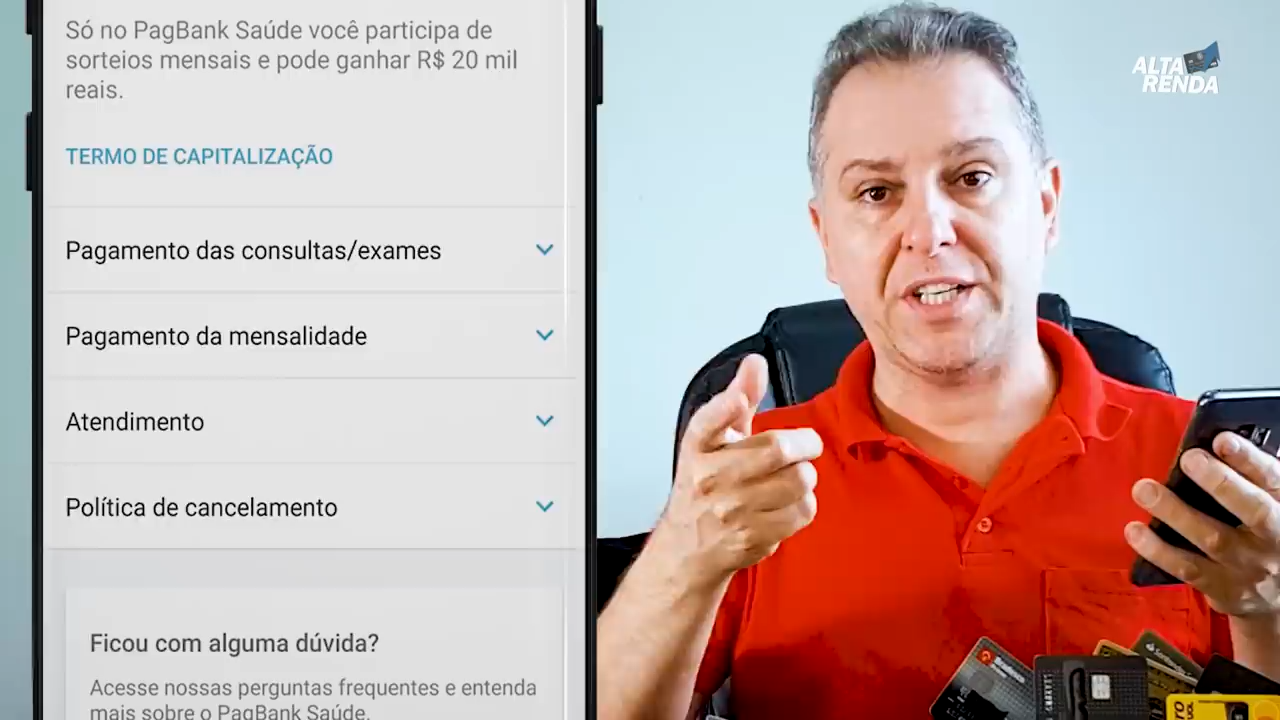 Só no PagBank Saúde você participa de
sorteios mensais e pode ganhar R$ 20 mil
reais.
TERMO DE CAPITALIZAÇÃO
Pagamento das consultas/exames
Pagamento da mensalidade
Atendimento
Política de cancelamento
Ficou com alguma dúvida?
Acesse nossas perguntas frequentes e entenda
mais sobre o PagBank Saúde.
ALTA
RENDA